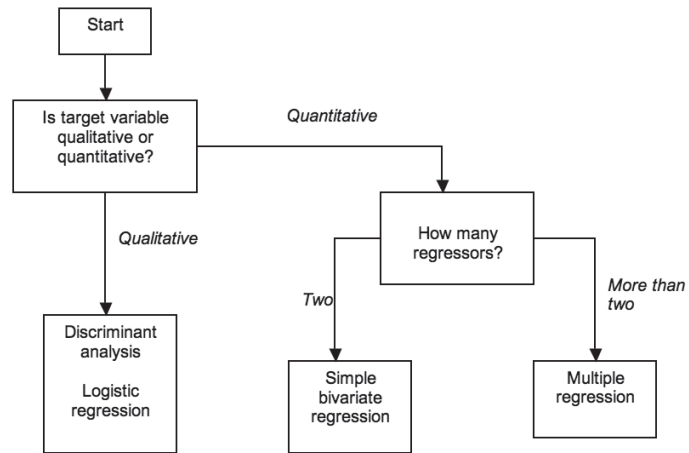 Start
Is target variable
qualitative or
quantitative?
Quantitative
Qualitative
How many
regressors?
Two
More than
two
Discriminant
analysis
Logistic
regression
Simple
bivariate
regression
Multiple
regression